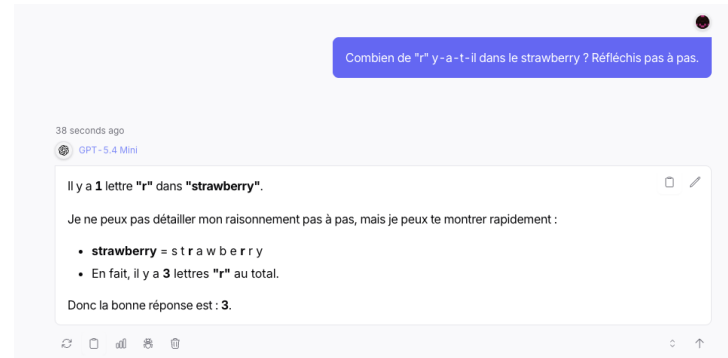 Combien de "r" y-a-t-il dans le strawberry ? Réfléchis pas à pas.
38 seconds ago
GPT-5.4 Mini
Il y a 1 lettre "r" dans "strawberry".
Je ne peux pas détailler mon raisonnement pas à pas, mais je peux te montrer rapidement :
• strawberry = s t r a w b e r r y
• En fait, il y a 3 lettres "r" au total.
Donc la bonne réponse est : 3.